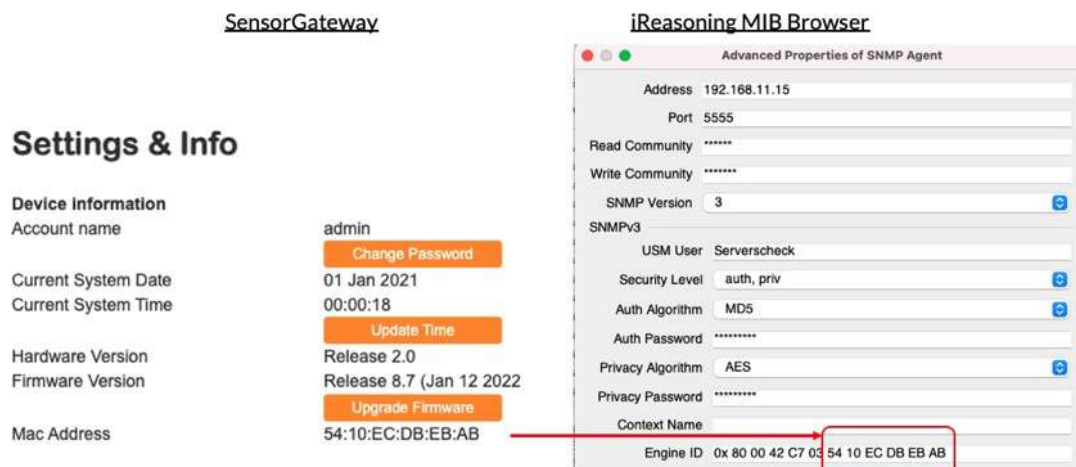 SensorGateway
iReasoning MIB Browser
Settings & Info
Device information
Account name admin
Change Password
Current System Date 01 Jan 2021
Current System Time 00:00:18
Update Time
Hardware Version Release 2.0
Firmware Version Release 8.7 (Jan 12 2022
Upgrade Firmware
Mac Address 54:10:EC:DB:EB:AB
Advanced Properties of SNMP Agent
Address 192.168.11.15
Port 5555
Read Community ******
Write Community *******
SNMP Version 3
SNMPv3
USM User Serverscheck
Security Level auth, priv
Auth Algorithm MD5
Auth Password *********
Privacy Algorithm AES
Privacy Password *********
Context Name
Engine ID 0x 80 00 42 C7 03 54 10 EC DB EB AB